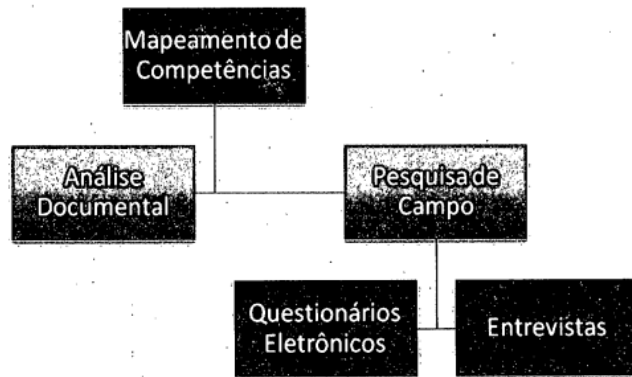 Mapeamento de
Competências
Análise
Documental
Pesquisa de
Campo
Questionários
Eletrônicos
Entrevistas